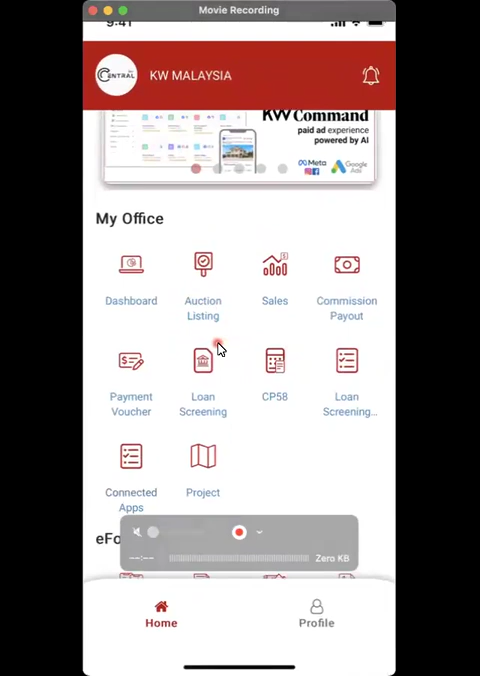 Movie Recording
9:41
CENTRAL
KW MALAYSIA
KW Command
paid ad experience
powered by AI
Meta
Google
Ads
My Office
Dashboard
Auction
Listing
Sales
Commission
Payout
Payment
Voucher
Loan
Screening
CP58
Loan
Screening...
Connected
Apps
Project
eFo
--:--
Zero KB
Home
Profile